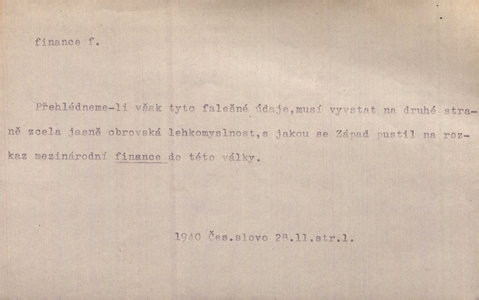 finance f.
Přehlédneme-li však tyto falešné údaje,musí vyvstat na druhé stra-
ně zcela jasně obrovská lehkomyslnost,s jakou se Západ pustil na roz-
kaz mezinárodní finance do této války.
1940 Čes.slovo 28.11.str.1.